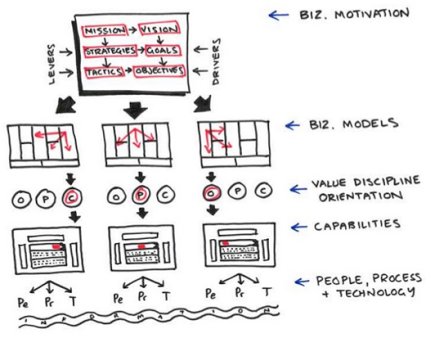 MISSION VISION
BIZ. MOTIVATION
STRATEGIES GOALS
LEVERS
DRIVERS
TACTICS OBJECTIVES
BIZ. MODELS
O P C O P C O P C
VALUE DISCIPLINE
ORIENTATION
CAPABILITIES
Pe Pr T Pe Pr T Pe Pr T
PEOPLE, PROCESS
+ TECHNOLOGY
INFORMATION